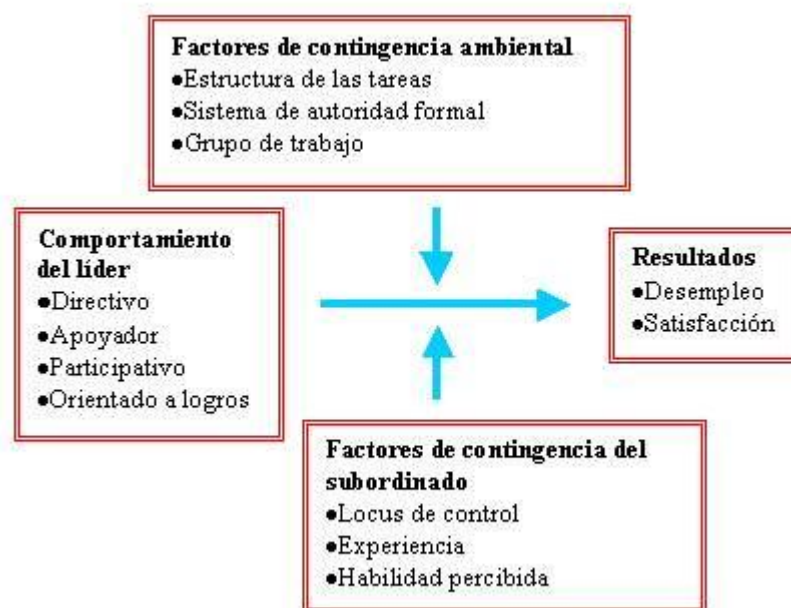 Factores de contingencia ambiental
●Estructura de las tareas
●Sistema de autoridad formal
●Grupo de trabajo
Comportamiento
del líder
●Directivo
●Apoyador
●Participativo
●Orientado a logros
Resultados
●Desempleo
●Satisfacción
Factores de contingencia del
subordinado
●Locus de control
●Experiencia
●Habilidad percibida